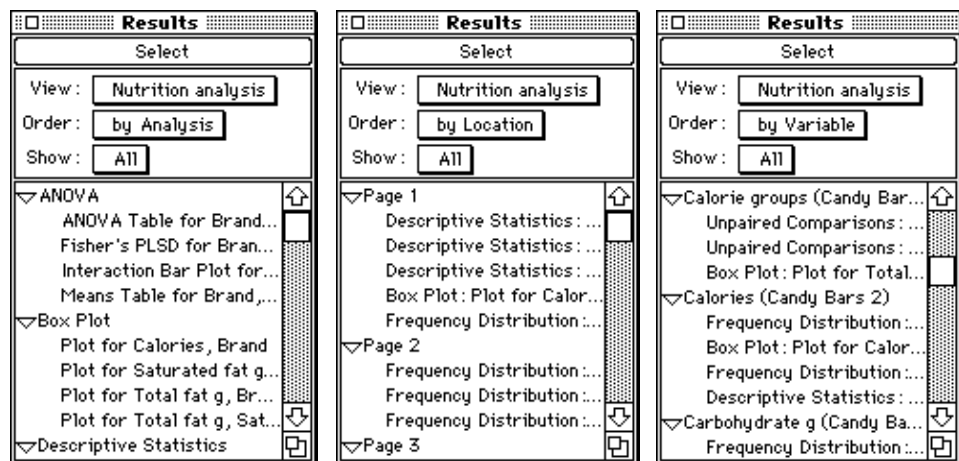 Results
Select
View: Nutrition analysis
Order: by Analysis
Show: All
ANOVA
ANOVA Table for Brand...
Fisher's PLSD for Bran...
Interaction Bar Plot for...
Means Table for Brand,...
Box Plot
Plot for Calories, Brand
Plot for Saturated fat g...
Plot for Total fat g, Br...
Plot for Total fat g, Sat...
Descriptive Statistics
Results
Select
View: Nutrition analysis
Order: by Location
Show: All
Page 1
Descriptive Statistics: ...
Descriptive Statistics: ...
Descriptive Statistics: ...
Box Plot: Plot for Calor...
Frequency Distribution:...
Page 2
Frequency Distribution:...
Frequency Distribution:...
Frequency Distribution:...
Page 3
Results
Select
View: Nutrition analysis
Order: by Variable
Show: All
Calorie groups (Candy Bar...
Unpaired Comparisons: ...
Unpaired Comparisons: ...
Box Plot: Plot for Total...
Calories (Candy Bars 2)
Frequency Distribution:...
Box Plot: Plot for Calor...
Frequency Distribution:...
Descriptive Statistics: ...
Carbohydrate g (Candy Ba...
Frequency Distribution:...